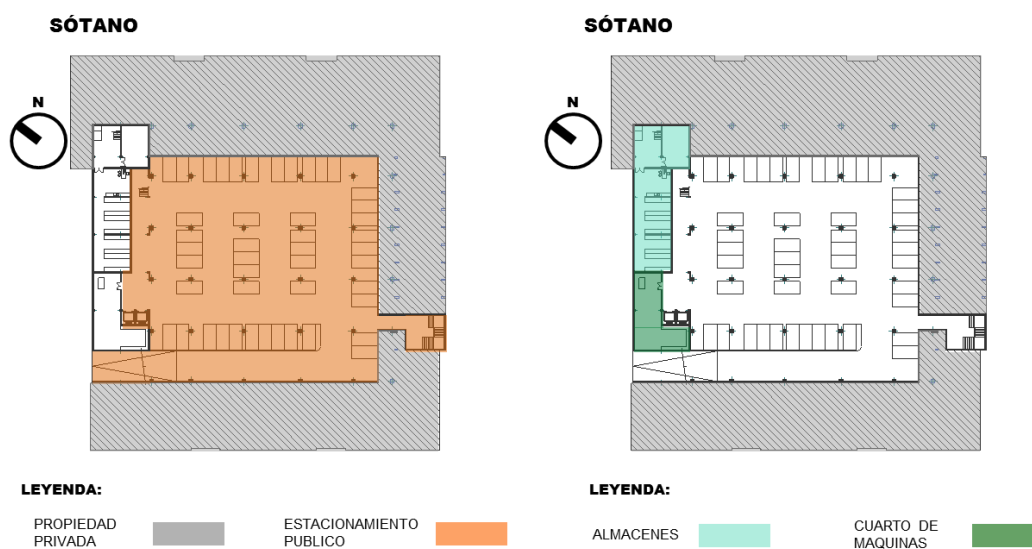 SÓTANO
N
LEYENDA:
PROPIEDAD
PRIVADA
ESTACIONAMIENTO
PUBLICO
SÓTANO
N
LEYENDA:
ALMACENES
CUARTO DE
MAQUINAS